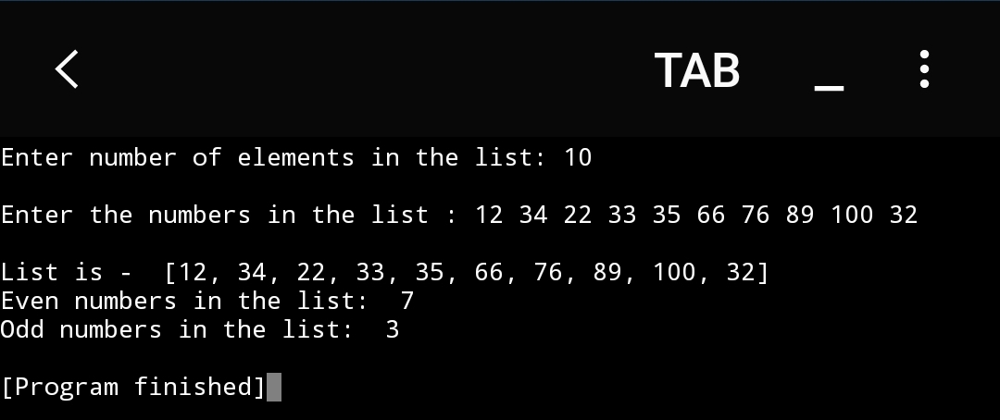 TAB _
Enter number of elements in the list: 10
Enter the numbers in the list : 12 34 22 33 35 66 76 89 100 32
List is -  [12, 34, 22, 33, 35, 66, 76, 89, 100, 32]
Even numbers in the list:  7
Odd numbers in the list:  3
[Program finished]